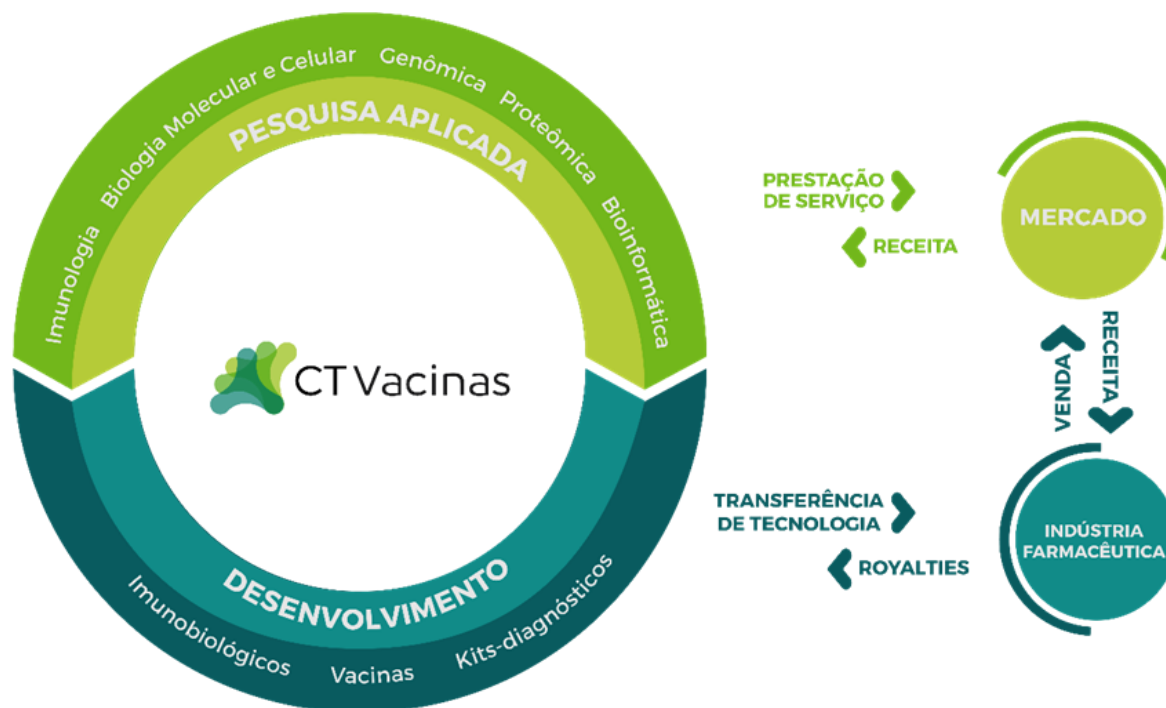 Imunologia Biologia Molecular e Celular Genômica Proteômica Bioinformática
PESQUISA APLICADA
CT Vacinas
DESENVOLVIMENTO
Imunobiológicos Vacinas Kits-diagnósticos
PRESTAÇÃO
DE SERVIÇO
RECEITA
MERCADO
VENDA
RECEITA
TRANSFERÊNCIA
DE TECNOLOGIA
ROYALTIES
INDÚSTRIA
FARMACÊUTICA